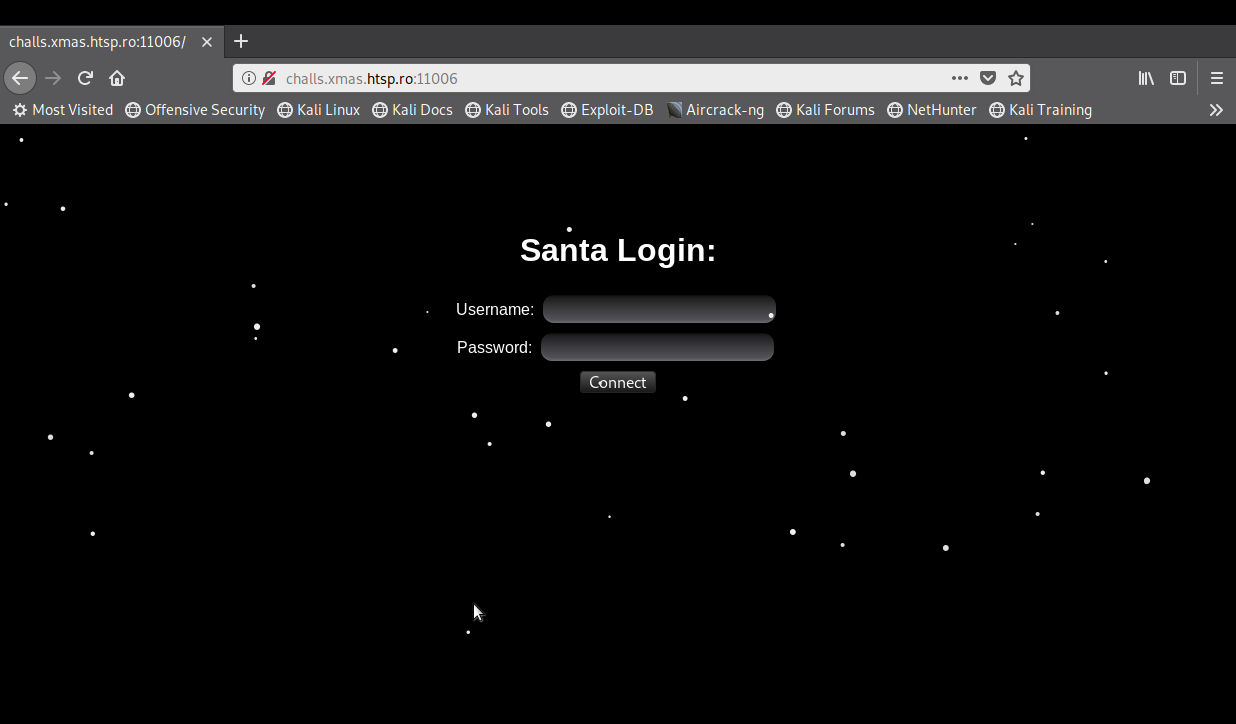 challs.xmas.htsp.ro:11006/
challs.xmas.htsp.ro:11006
Most Visited Offensive Security Kali Linux Kali Docs Kali Tools Exploit-DB Aircrack-ng Kali Forums NetHunter Kali Training
Santa Login:
Username:
Password:
Connect